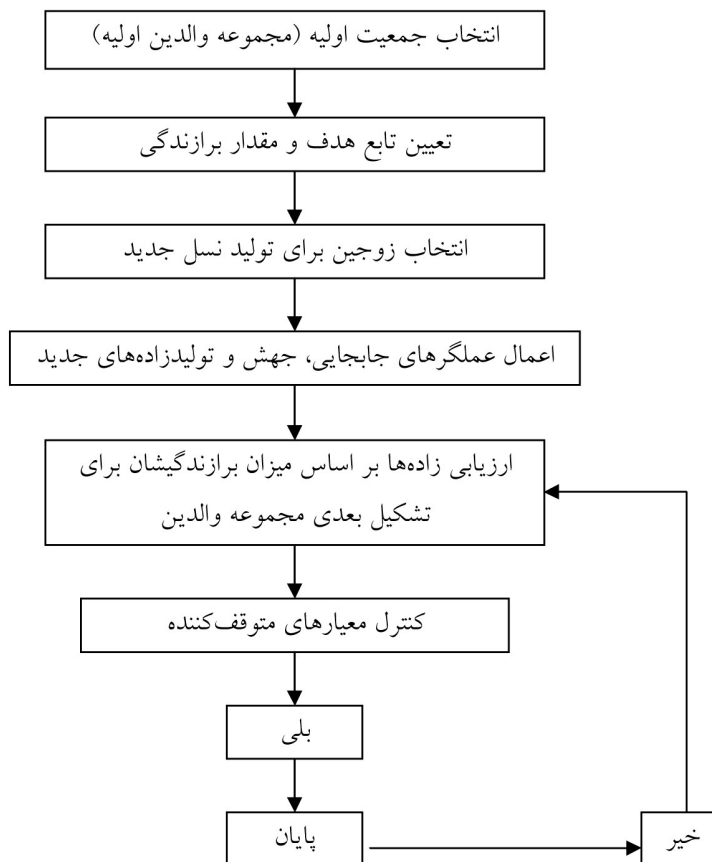 انتخاب جمعیت اولیه (مجموعه والدین اولیه)
تعیین تابع هدف و مقدار برازندگی
انتخاب زوجین برای تولید نسل جدید
اعمال عملگرهای جابجایی، جهش و تولیدزاده‌های جدید
ارزیابی زاده‌ها بر اساس میزان برازندگیشان برای
تشکیل بعدی مجموعه والدین
کنترل معیارهای متوقف‌کننده
بلی
پایان
خیر